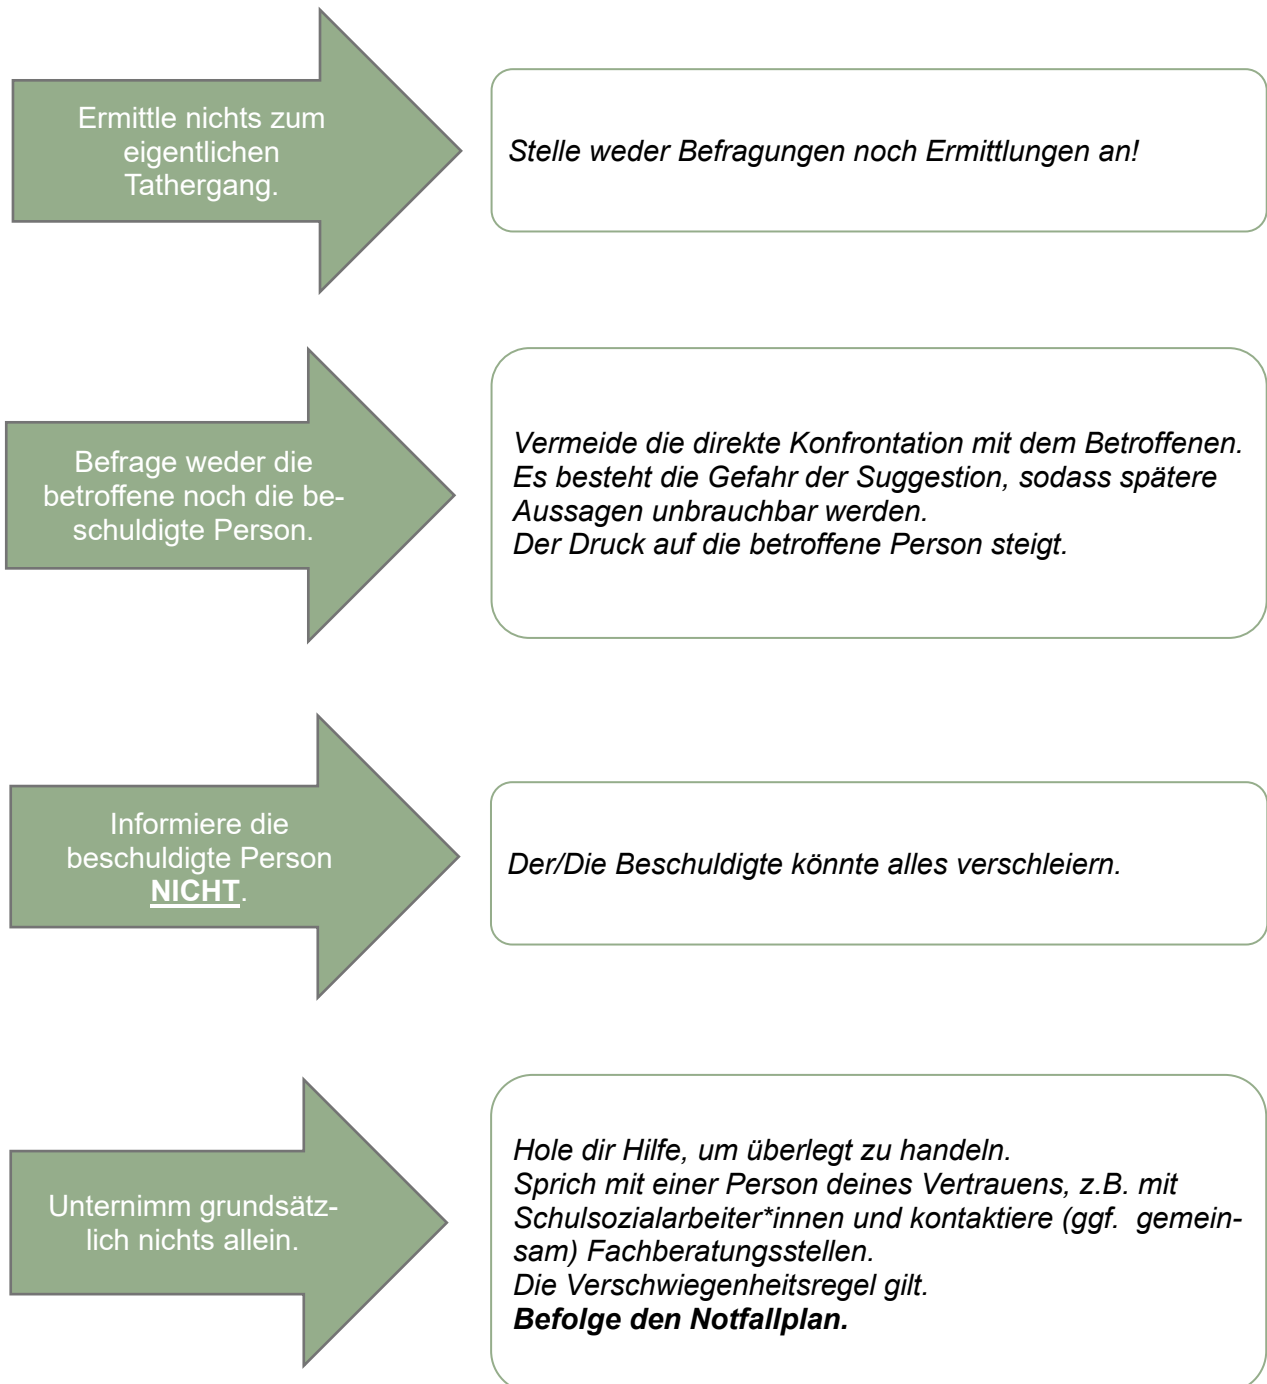 Ermittle nichts zum
eigentlichen
Tathergang.
Stelle weder Befragungen noch Ermittlungen an!
Befrage weder die
betroffene noch die be-
schuldigte Person.
Vermeide die direkte Konfrontation mit dem Betroffenen.
Es besteht die Gefahr der Suggestion, sodass spätere
Aussagen unbrauchbar werden.
Der Druck auf die betroffene Person steigt.
Informiere die
beschuldigte Person
NICHT.
Der/Die Beschuldigte könnte alles verschleiern.
Unternimm grundsätz-
lich nichts allein.
Hole dir Hilfe, um überlegt zu handeln.
Sprich mit einer Person deines Vertrauens, z.B. mit
Schulsozialarbeiter*innen und kontaktiere (ggf. gemein-
sam) Fachberatungsstellen.
Die Verschwiegenheitsregel gilt.
Befolge den Notfallplan.